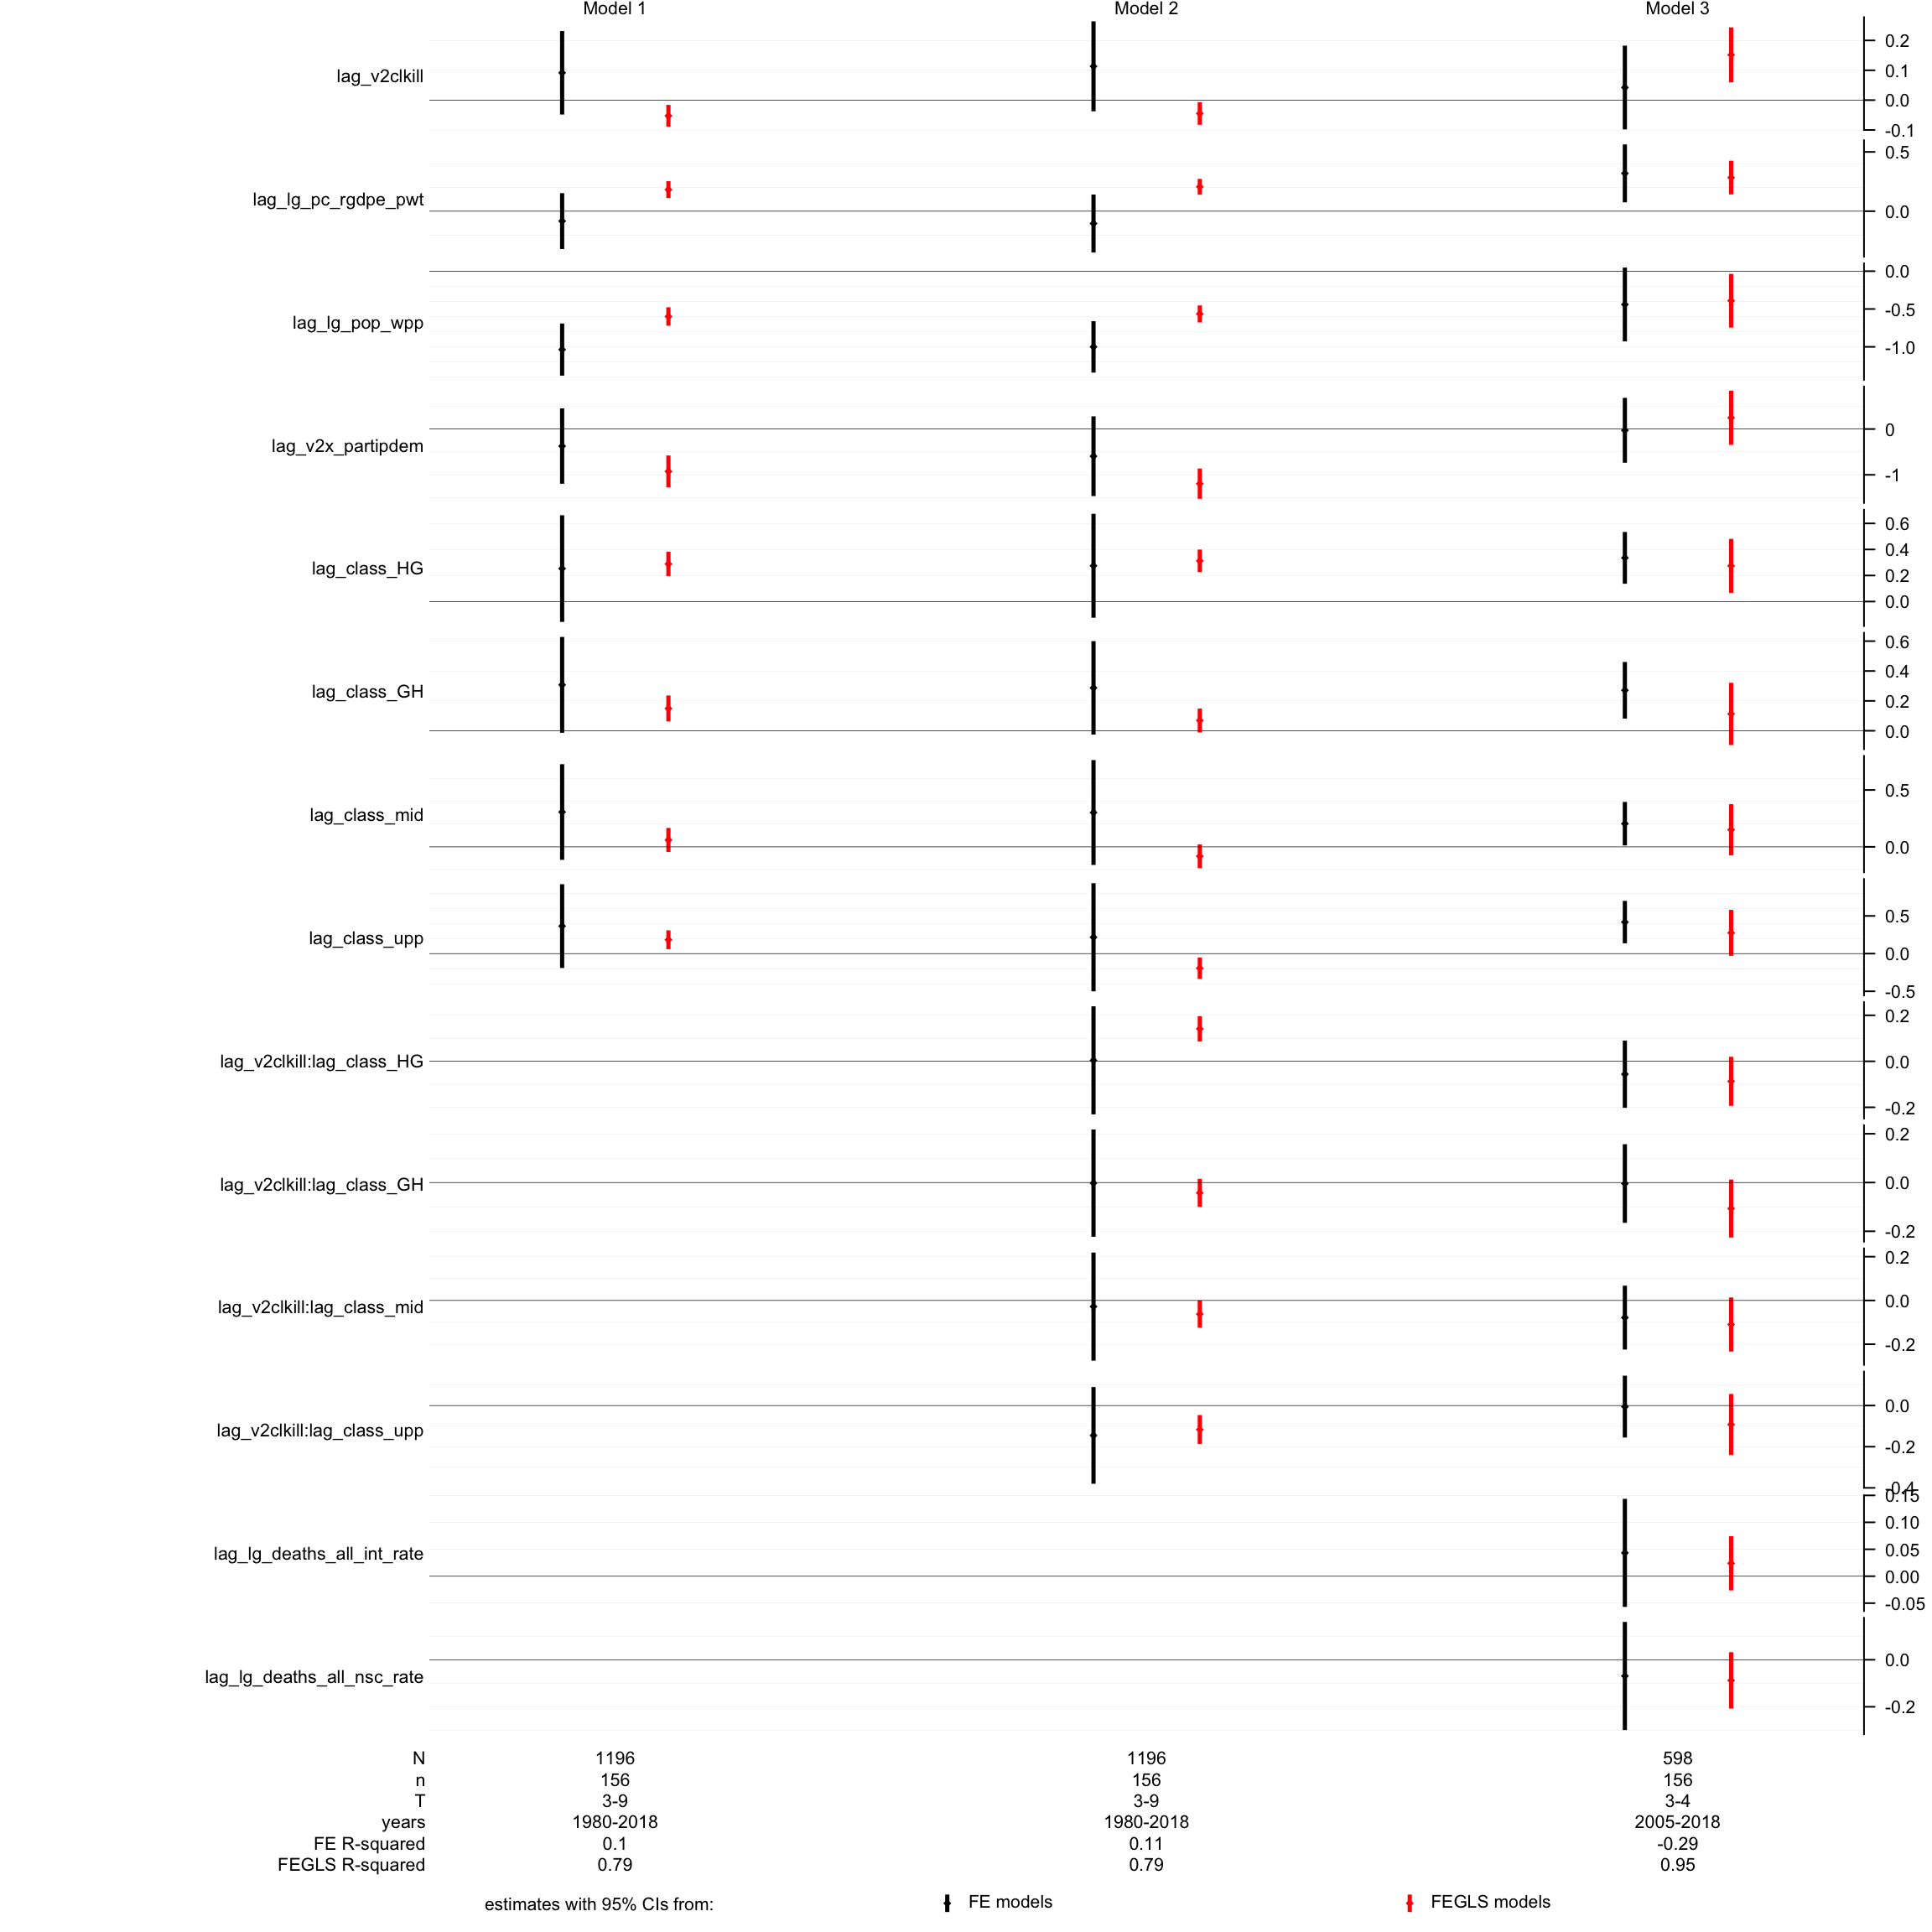 Model 1 Model 2 Model 3
lag_v2clkill
0.2
0.1
0.0
-0.1
lag_lg_pc_rgdpe_pwt
0.5
0.0
lag_lg_pop_wpp
0.0
-0.5
-1.0
lag_v2x_partipdem
0
-1
lag_class_HG
0.6
0.4
0.2
0.0
lag_class_GH
0.6
0.4
0.2
0.0
lag_class_mid
0.5
0.0
lag_class_upp
0.5
0.0
-0.5
lag_v2clkill:lag_class_HG
0.2
0.0
-0.2
lag_v2clkill:lag_class_GH
0.2
0.0
-0.2
lag_v2clkill:lag_class_mid
0.2
0.0
-0.2
lag_v2clkill:lag_class_upp
0.0
-0.2
-0.4
lag_lg_deaths_all_int_rate
0.15
0.10
0.05
0.00
-0.05
lag_lg_deaths_all_nsc_rate
0.0
-0.2
N 1196 1196 598
n 156 156 156
T 3-9 3-9 3-4
years 1980-2018 1980-2018 2005-2018
FE R-squared 0.1 0.11 -0.29
FEGLS R-squared 0.79 0.79 0.95
estimates with 95% CIs from: FE models FEGLS models